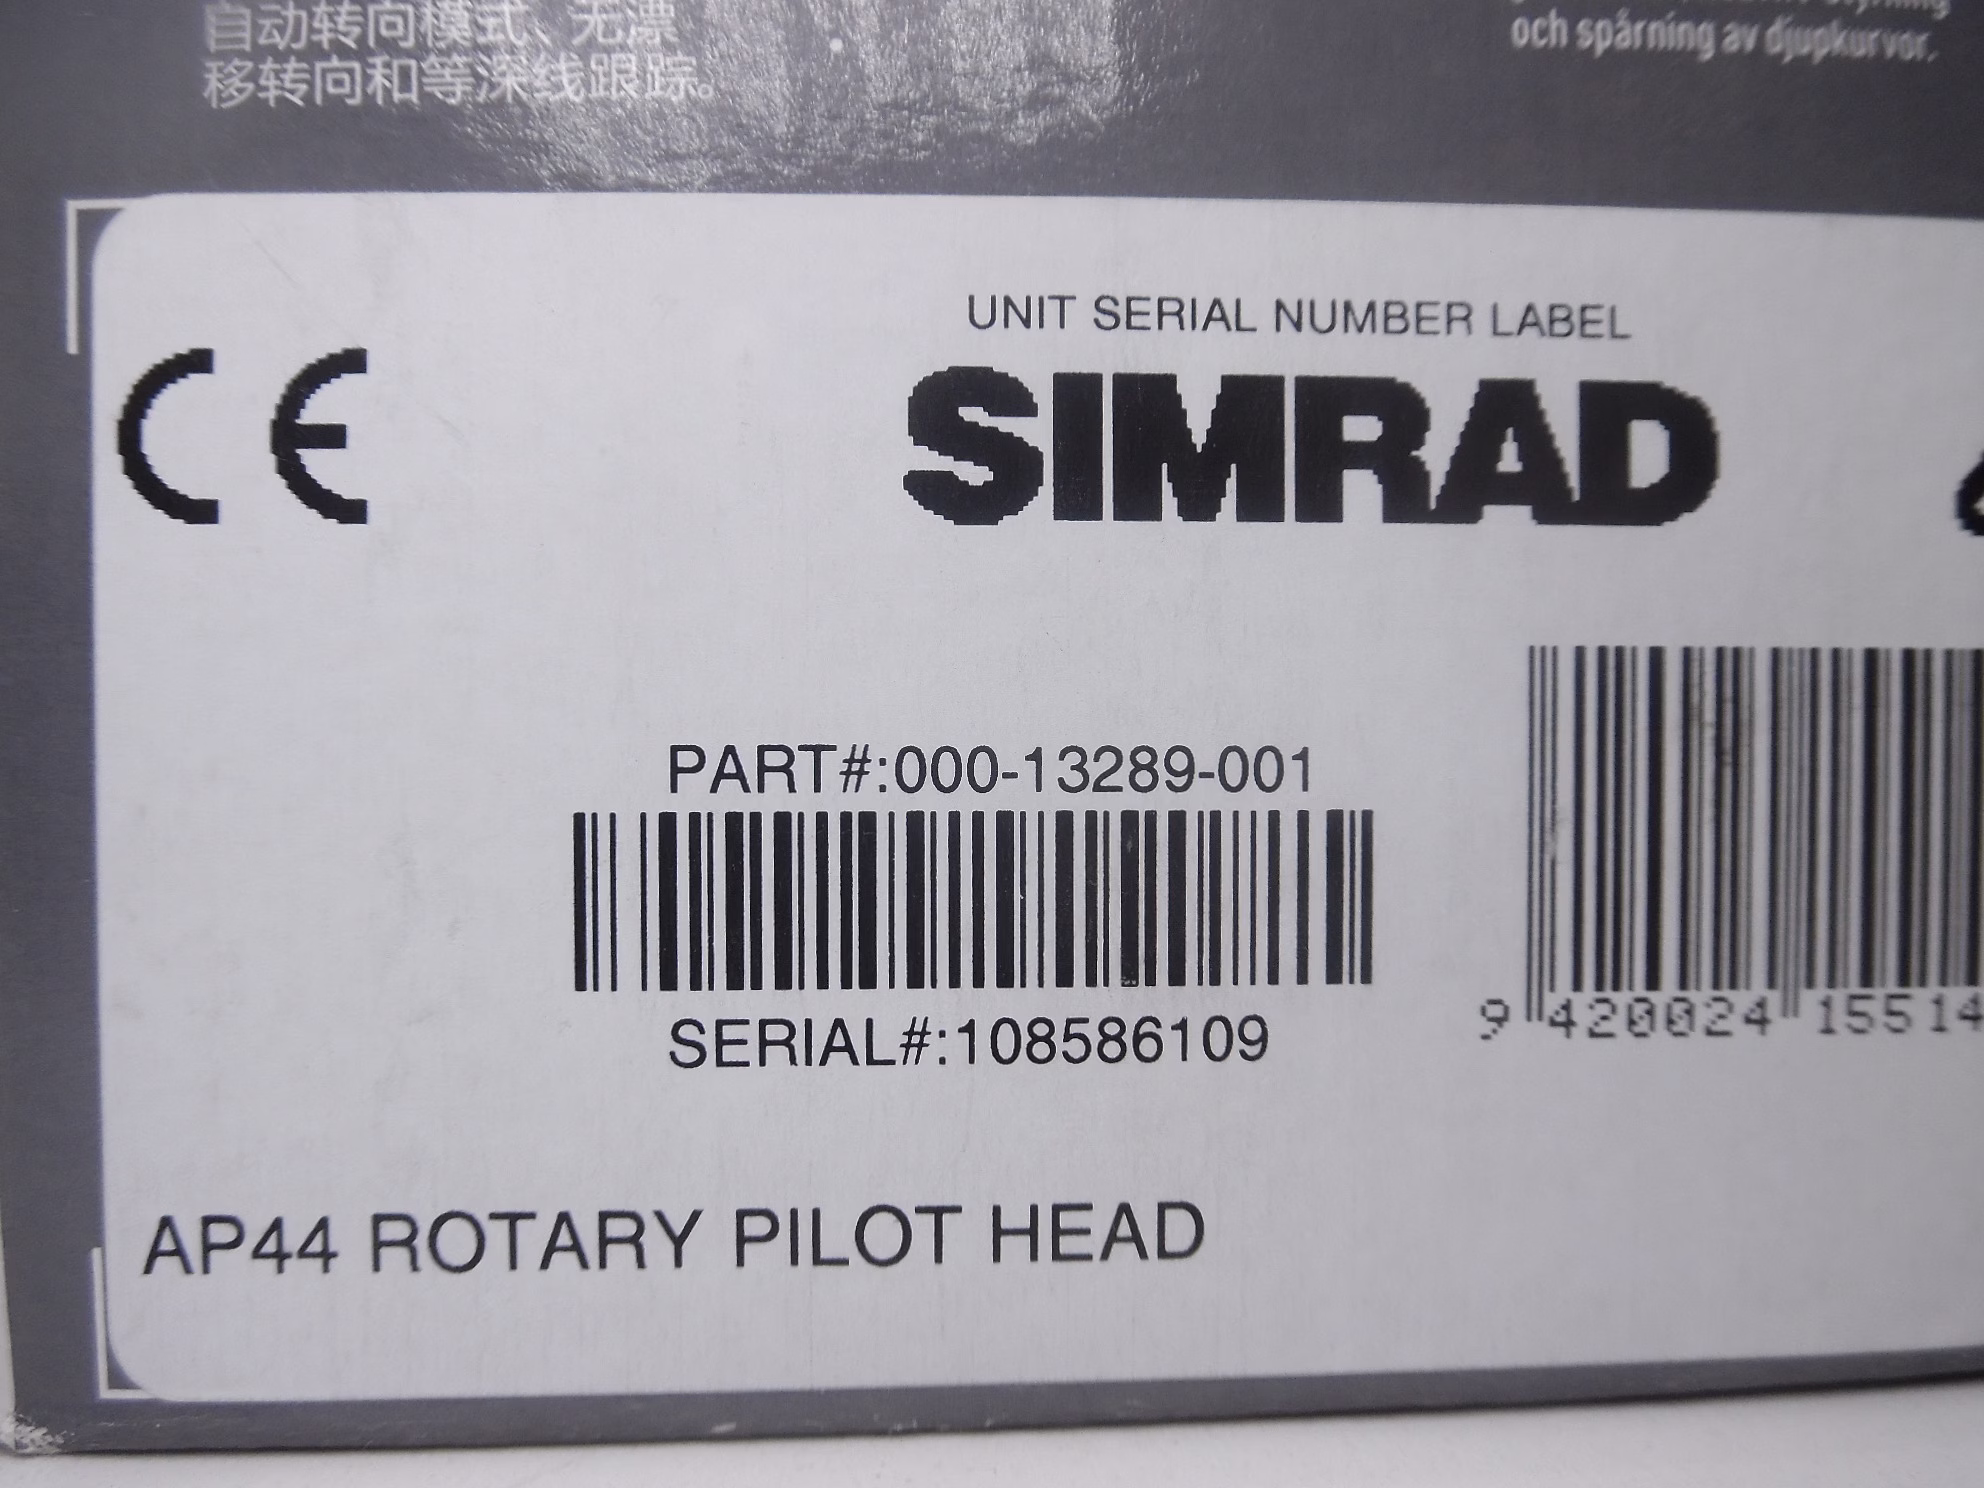 自动转向模式、无漂
移转向和等深线跟踪。
och spårning av djupkurvor.
UNIT SERIAL NUMBER LABEL
CE
SIMRAD
PART#:000-13289-001
SERIAL#:108586109
9 420024 15514
AP44 ROTARY PILOT HEAD